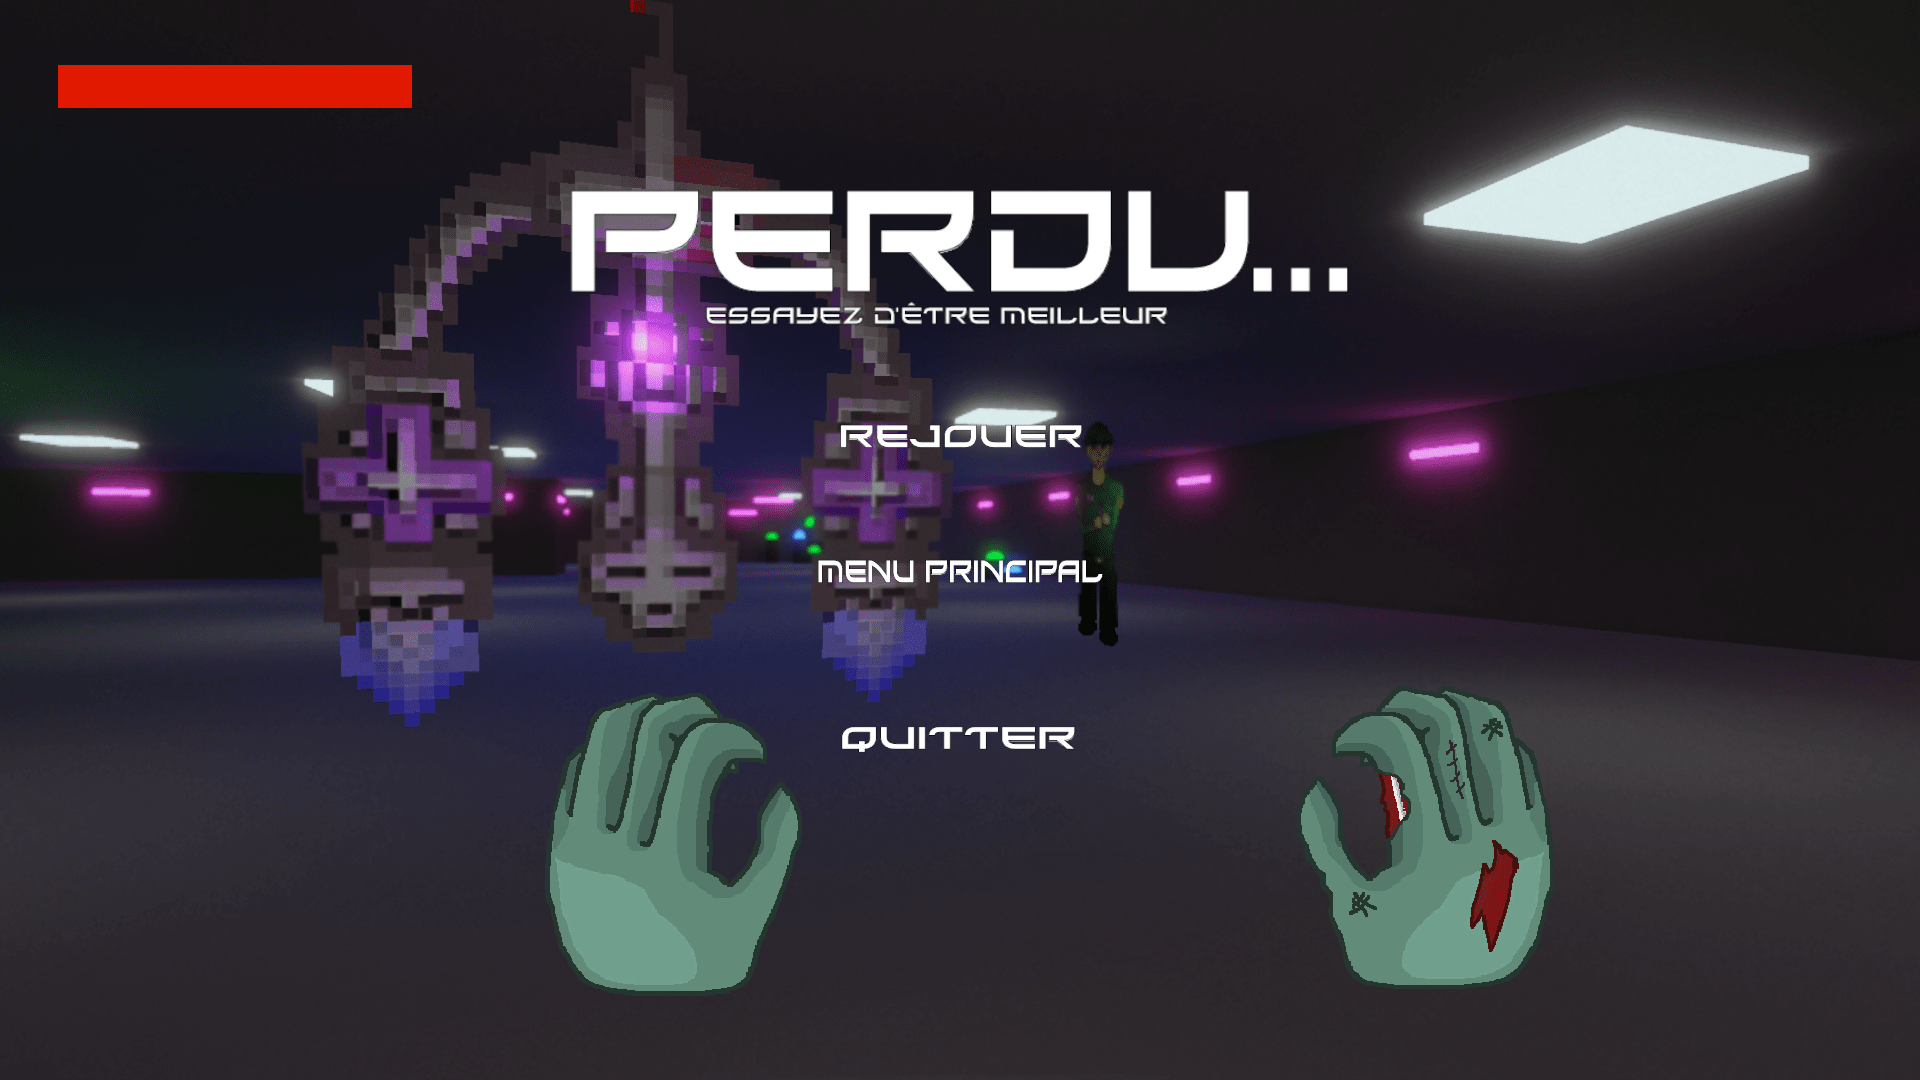 PERDU...
ESSAYEZ D'ÊTRE MEILLEUR
REJOUER
MENU PRINCIPAL
QUITTER